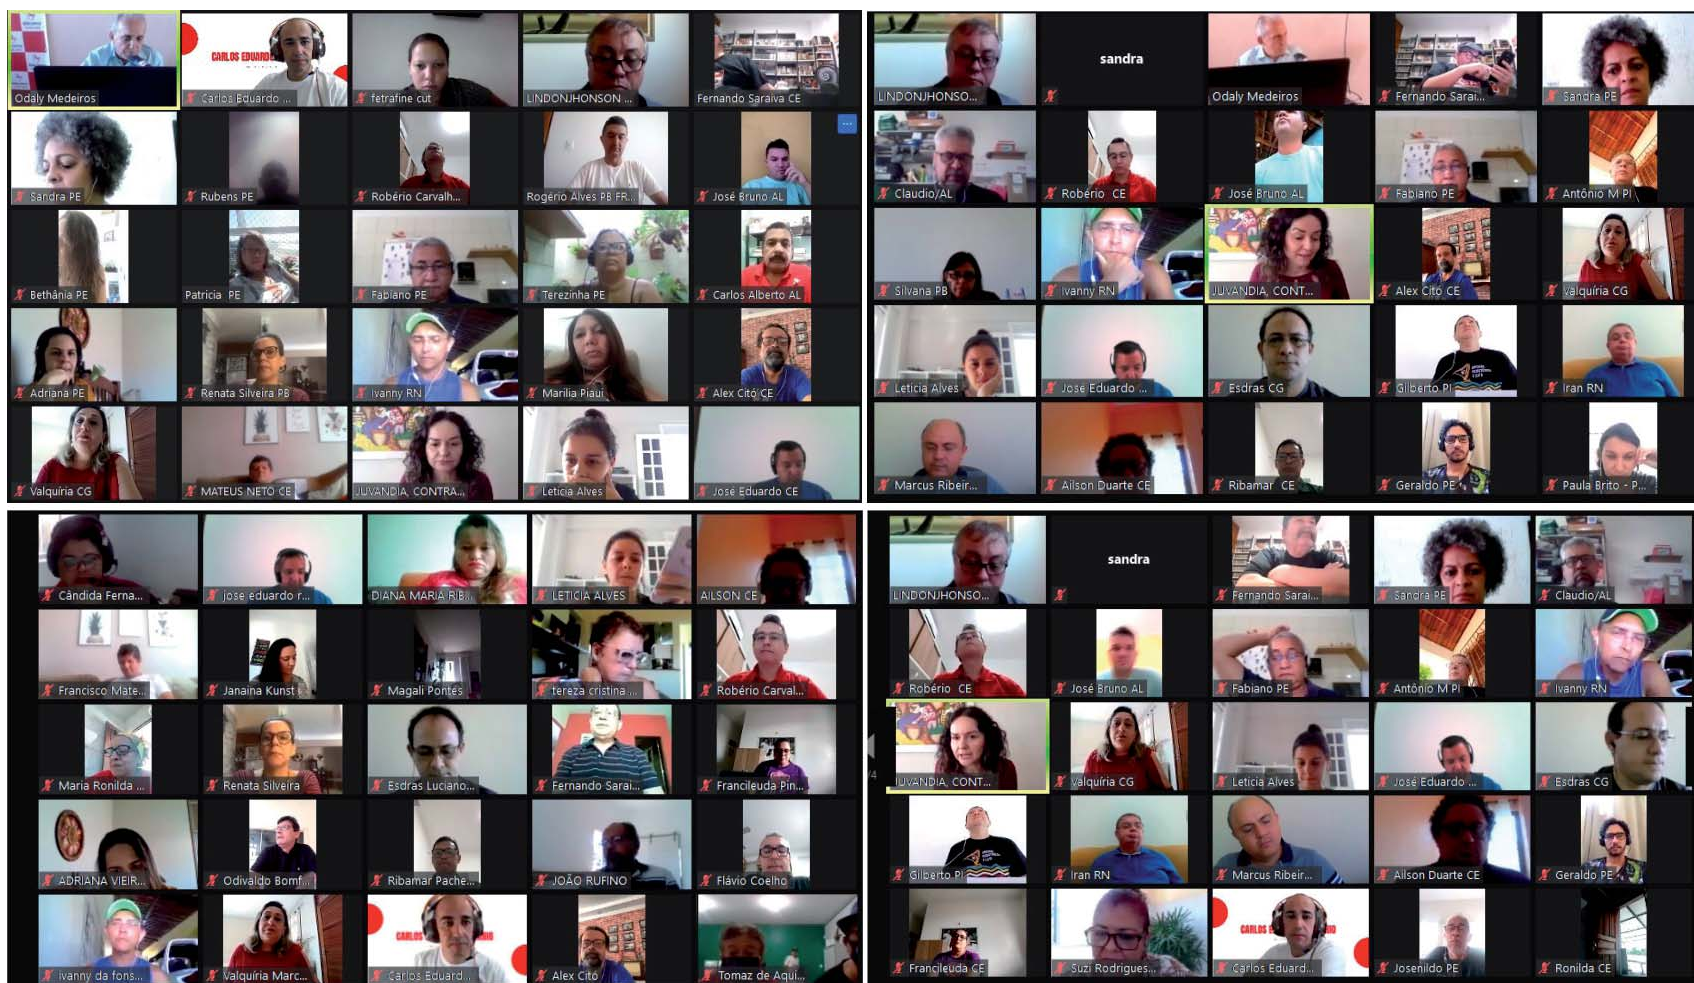 CARLOS EDUARD
Odaly Medeiros
Carlos Eduardo ...
fetrafine cut
LINDONJHONSON ...
Fernando Saraiva CE
Sandra PE
Rubens PE
Robério Carvalh...
Rogério Alves PB FR...
José Bruno AL
Bethânia PE
Patricia PE
Fabiano PE
Terezinha PE
Carlos Alberto AL
Adriana PE
Renata Silveira PB
Ivanny RN
Marilia Piaui
Alex Citó CE
Valquíria CG
MATEUS NETO CE
JUVANDIA, CONTRA...
Leticia Alves
José Eduardo CE
sandra
LINDONJHONSO...
Odaly Medeiros
Fernando Sarai...
Sandra PE
Claudio/AL
Robério CE
José Bruno AL
Fabiano PE
Antônio M PI
Silvana PB
Ivanny RN
JUVANDIA, CONT...
Alex Citó CE
Valquíria CG
Leticia Alves
José Eduardo ...
Esdras CG
Gilberto PI
Iran RN
Marcus Ribeir...
Ailson Duarte CE
Ribamar CE
Geraldo PE
Paula Brito - P...
Cândida Ferna...
jose eduardo r...
DIANA MARIA RIB...
LETICIA ALVES
AILSON CE
Francisco Mate...
Janaina Kunst
Magali Pontes
tereza cristina ...
Robério Carval...
Maria Ronilda ...
Renata Silveira
Esdras Luciano...
Fernando Sarai...
Francileuda Pin...
ADRIANA VIEIR...
Odivaldo Bomf...
Ribamar Pache...
JOÃO RUFINO
Flávio Coelho
ivanny da fons...
Valquíria Marc...
Carlos Eduard...
Alex Citó
Tomaz de Aqui...
sandra
LINDONJHONSO...
Fernando Sarai...
Sandra PE
Claudio/AL
Robério CE
José Bruno AL
Fabiano PE
Antônio M PI
Ivanny RN
JUVANDIA, CONT...
Valquíria CG
Leticia Alves
José Eduardo ...
Esdras CG
Gilberto PI
Iran RN
Marcus Ribeir...
Ailson Duarte CE
Geraldo PE
Francileuda CE
Suzi Rodrigues...
Carlos Eduard...
Josenildo PE
Ronilda CE